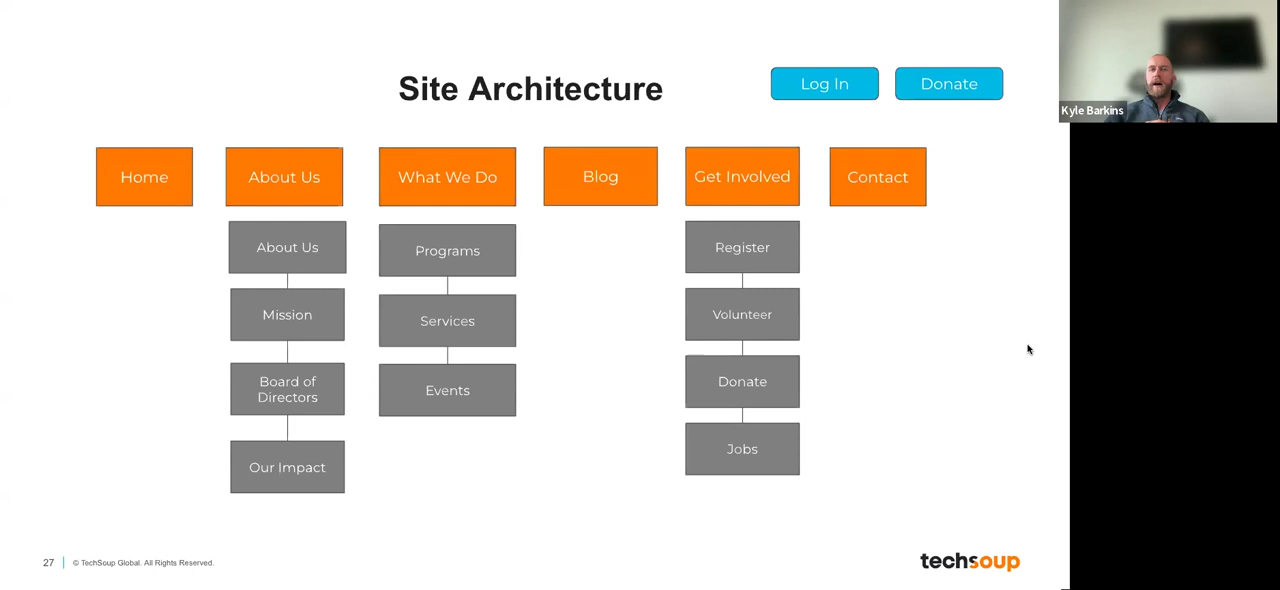 Site Architecture
Log In
Donate
Kyle Barkins
Home
About Us
What We Do
Blog
Get Involved
Contact
About Us
Mission
Board of
Directors
Our Impact
Programs
Services
Events
Register
Volunteer
Donate
Jobs
27
© TechSoup Global. All Rights Reserved.
techsoup